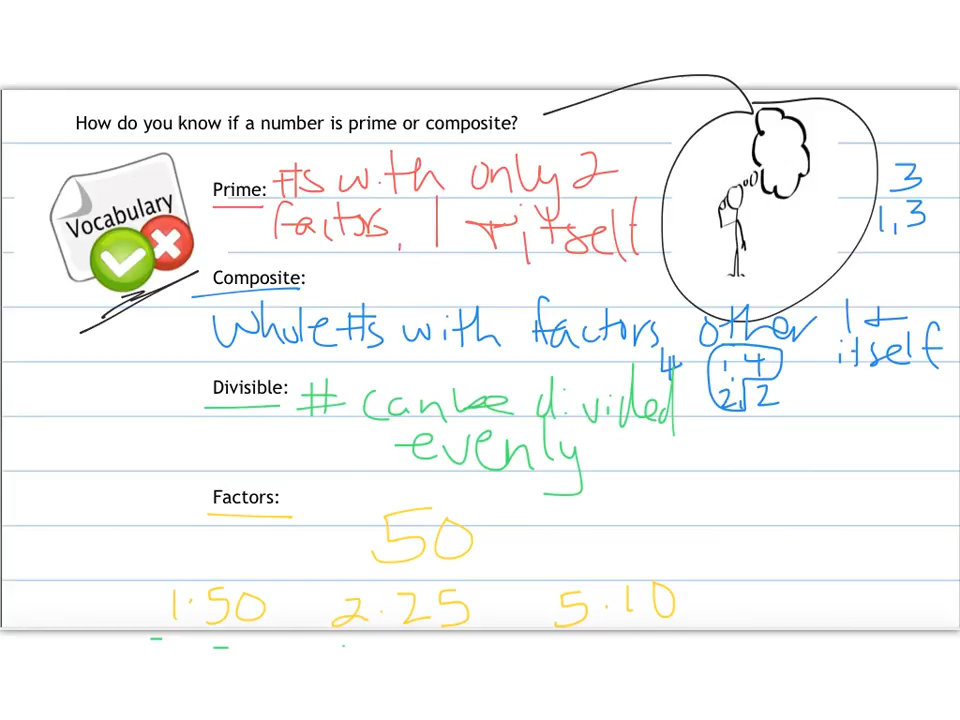 How do you know if a number is prime or composite?
Vocabulary
Prime: #s with only 2
factors, 1 + itself
3
1, 3
Composite:
Whole #s with factors other 1 +
itself
4
1, 4
2, 2
Divisible: # can be divided
evenly
Factors:
50
1·50 2·25 5·10